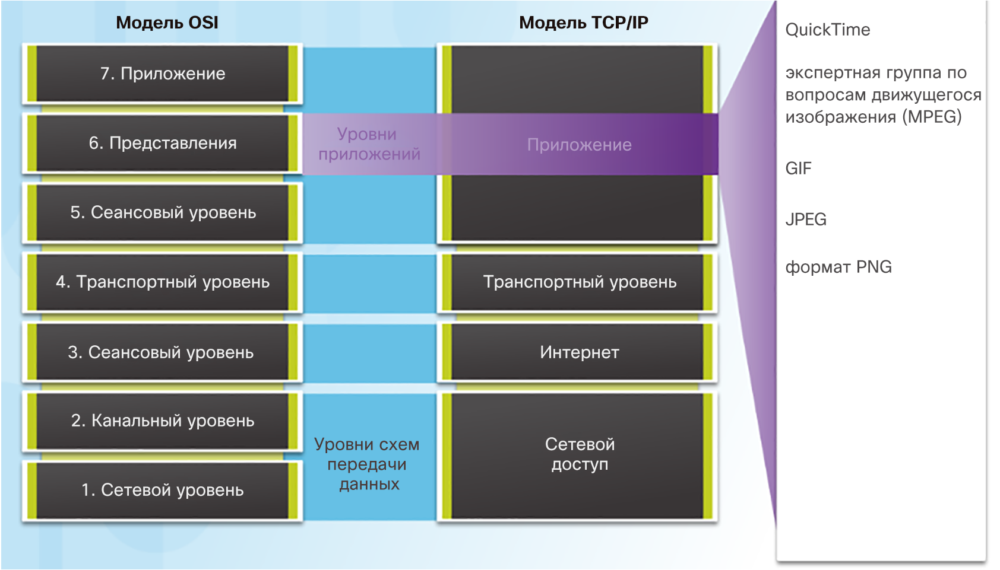 Модель OSI
7. Приложение
6. Представления
5. Сеансовый уровень
4. Транспортный уровень
3. Сеансовый уровень
2. Канальный уровень
1. Сетевой уровень
Уровни
приложений
Уровни схем
передачи
данных
Модель TCP/IP
Приложение
Транспортный уровень
Интернет
Сетевой
доступ
QuickTime
экспертная группа по
вопросам движущегося
изображения (MPEG)
GIF
JPEG
формат PNG